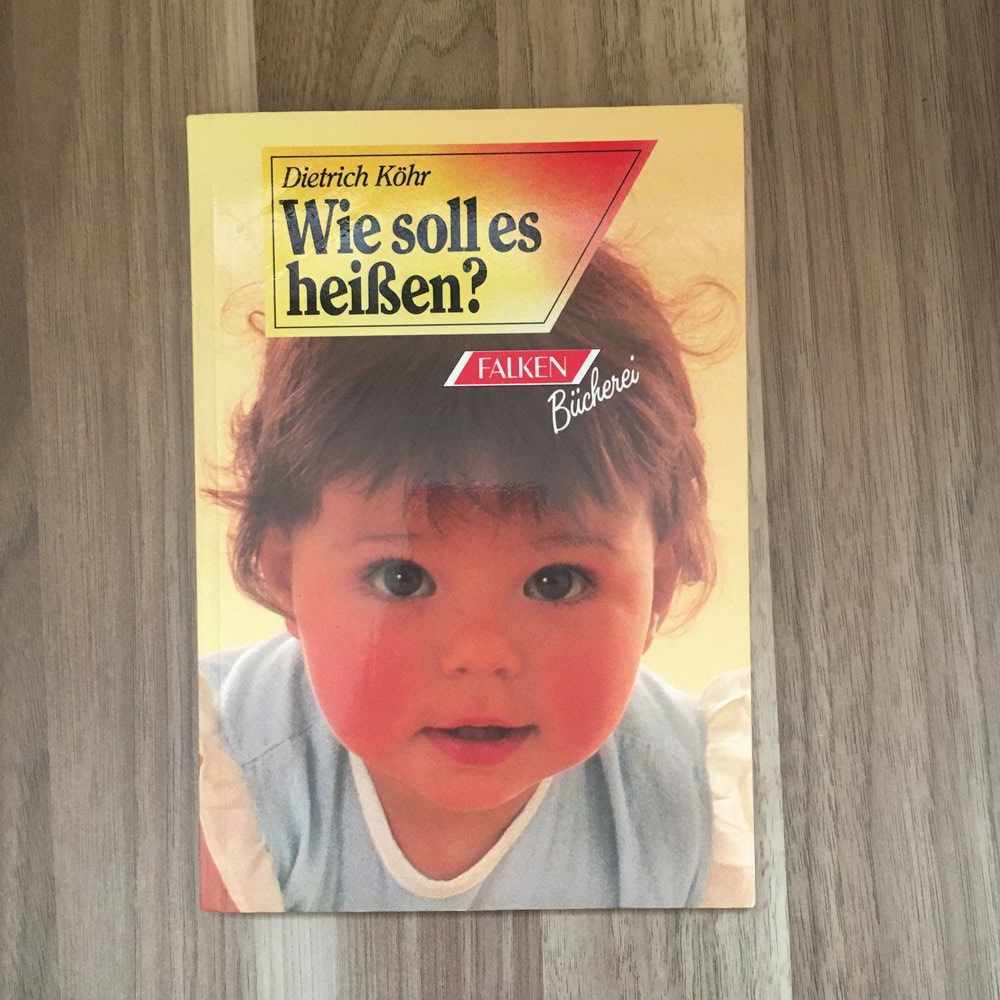 Dietrich Köhr
Wie soll es
heißen?
FALKEN
Bücherei